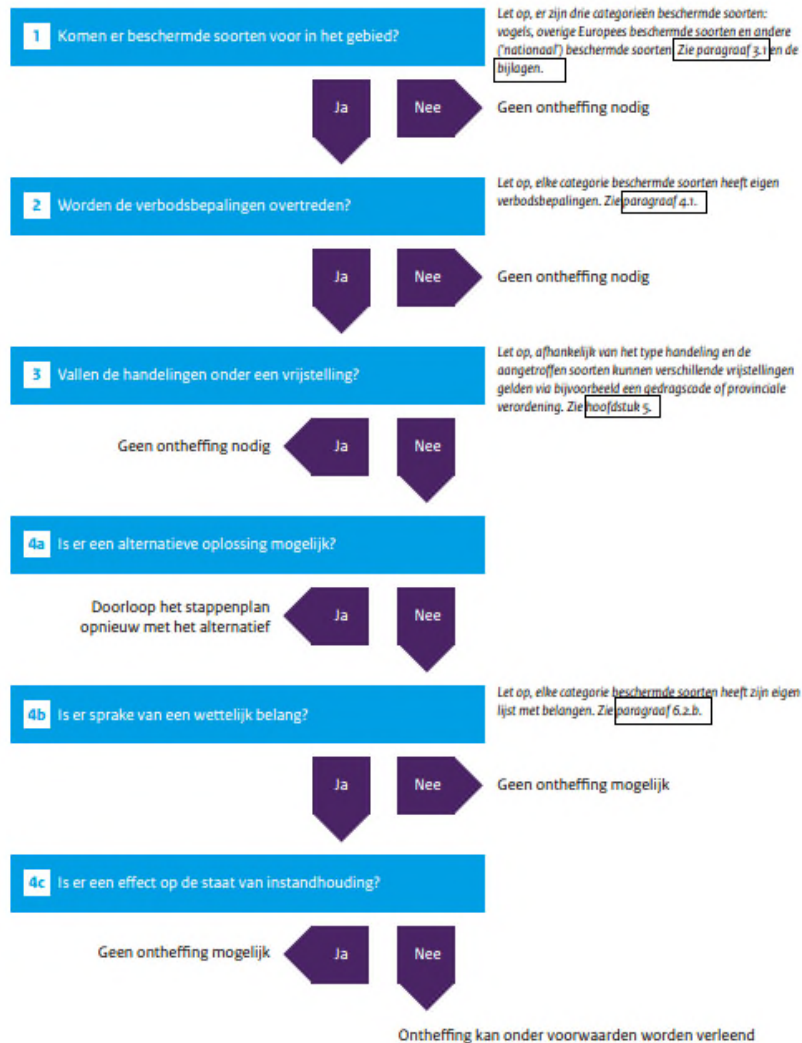 1 Komen er beschermde soorten voor in het gebied?
Let op, er zijn drie categorieën beschermde soorten:
vogels, overige Europees beschermde soorten en andere
('nationaal') beschermde soorten. Zie paragraaf 3.1 en de
bijlagen.
Ja
Nee
Geen ontheffing nodig
2 Worden de verbodsbepalingen overtreden?
Let op, elke categorie beschermde soorten heeft eigen
verbodsbepalingen. Zie paragraaf 4.1.
Ja
Nee
Geen ontheffing nodig
3 Vallen de handelingen onder een vrijstelling?
Let op, afhankelijk van het type handeling en de
aangetroffen soorten kunnen verschillende vrijstellingen
gelden via bijvoorbeeld een gedragscode of provinciale
verordening. Zie hoofdstuk 5.
Geen ontheffing nodig
Ja
Nee
4a Is er een alternatieve oplossing mogelijk?
Doorloop het stappenplan
opnieuw met het alternatief
Ja
Nee
4b Is er sprake van een wettelijk belang?
Let op, elke categorie beschermde soorten heeft zijn eigen
lijst met belangen. Zie paragraaf 6.2.b.
Ja
Nee
Geen ontheffing mogelijk
4c Is er een effect op de staat van instandhouding?
Geen ontheffing mogelijk
Ja
Nee
Ontheffing kan onder voorwaarden worden verleend